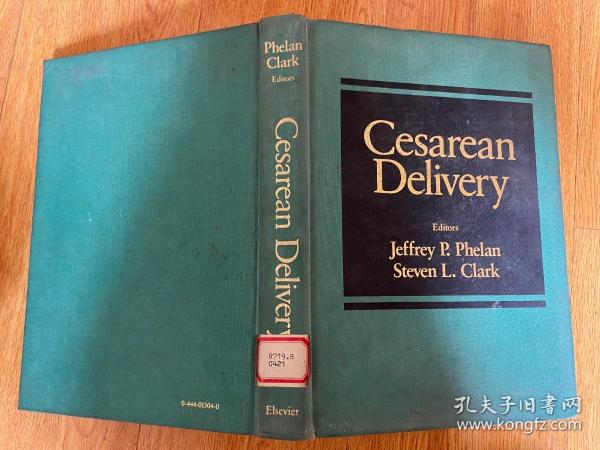 0-444-01304-0
Phelan
Clark
Editors
Cesarean Delivery
R719.8
C421
Elsevier
Cesarean
Delivery
Editors
Jeffrey P. Phelan
Steven L. Clark
孔夫子旧书网
www.kongfz.com